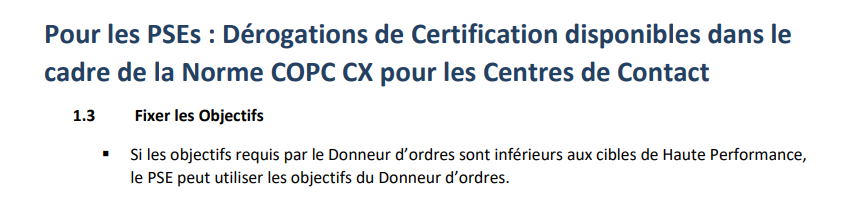 Pour les PSEs : Dérogations de Certification disponibles dans le
cadre de la Norme COPC CX pour les Centres de Contact
1.3 Fixer les Objectifs
▪ Si les objectifs requis par le Donneur d’ordres sont inférieurs aux cibles de Haute Performance,
le PSE peut utiliser les objectifs du Donneur d’ordres.